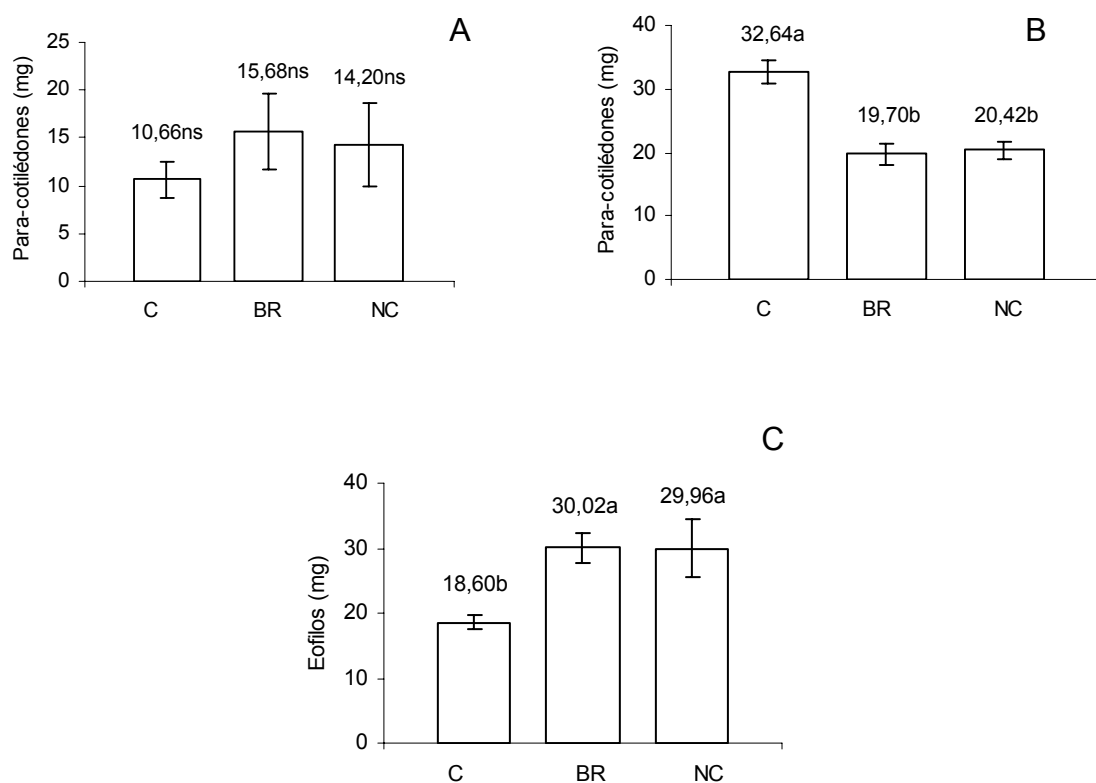 A
Para-cotilédones (mg)
25
20
15
10
5
0
10,66ns
15,68ns
14,20ns
C
BR
NC
B
Para-cotilédones (mg)
40
30
20
10
0
32,64a
19,70b
20,42b
C
BR
NC
C
Eofilos (mg)
40
30
20
10
0
18,60b
30,02a
29,96a
C
BR
NC